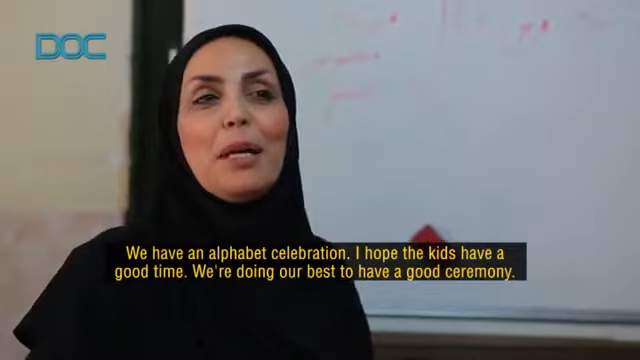 DOC
We have an alphabet celebration. I hope the kids have a
good time. We're doing our best to have a good ceremony.